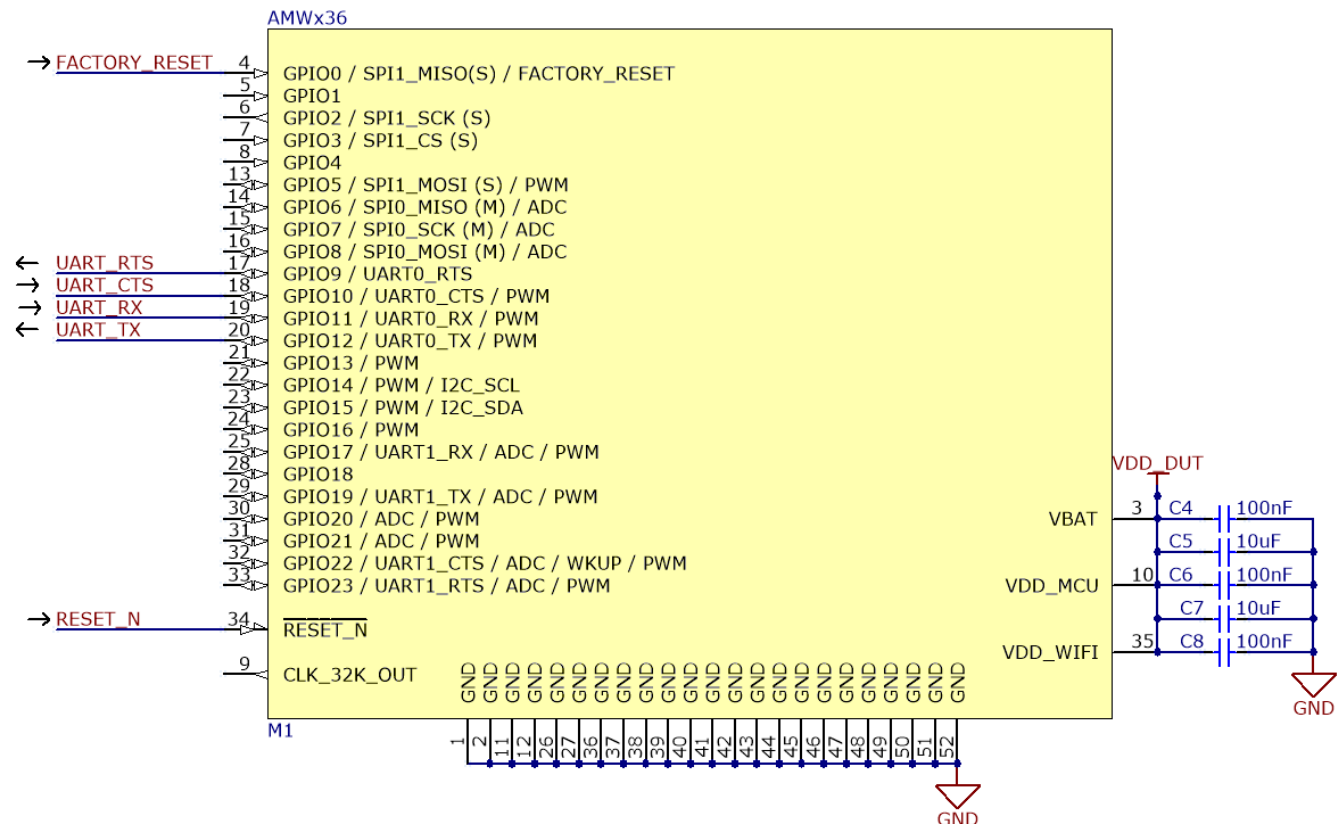 AMWx36
FACTORY_RESET 4 GPIO0 / SPI1_MISO(S) / FACTORY_RESET
5 GPIO1
6 GPIO2 / SPI1_SCK (S)
7 GPIO3 / SPI1_CS (S)
8 GPIO4
13 GPIO5 / SPI1_MOSI (S) / PWM
14 GPIO6 / SPI0_MISO (M) / ADC
15 GPIO7 / SPI0_SCK (M) / ADC
16 GPIO8 / SPI0_MOSI (M) / ADC
UART_RTS 17 GPIO9 / UART0_RTS
UART_CTS 18 GPIO10 / UART0_CTS / PWM
UART_RX 19 GPIO11 / UART0_RX / PWM
UART_TX 20 GPIO12 / UART0_TX / PWM
21 GPIO13 / PWM
22 GPIO14 / PWM / I2C_SCL
23 GPIO15 / PWM / I2C_SDA
24 GPIO16 / PWM
25 GPIO17 / UART1_RX / ADC / PWM
28 GPIO18
29 GPIO19 / UART1_TX / ADC / PWM
30 GPIO20 / ADC / PWM
31 GPIO21 / ADC / PWM
32 GPIO22 / UART1_CTS / ADC / WKUP / PWM
33 GPIO23 / UART1_RTS / ADC / PWM
RESET_N 34 RESET_N
9 CLK_32K_OUT
VDD_DUT
VBAT 3 C4 100nF
C5 10uF
VDD_MCU 10 C6 100nF
C7 10uF
VDD_WIFI 35 C8 100nF
GND
GND GND GND GND GND GND GND GND GND GND GND GND GND GND GND GND GND GND GND GND GND GND GND
M1
1 2 11 12 26 27 36 37 38 39 40 41 42 43 44 45 46 47 48 49 50 51 52
GND